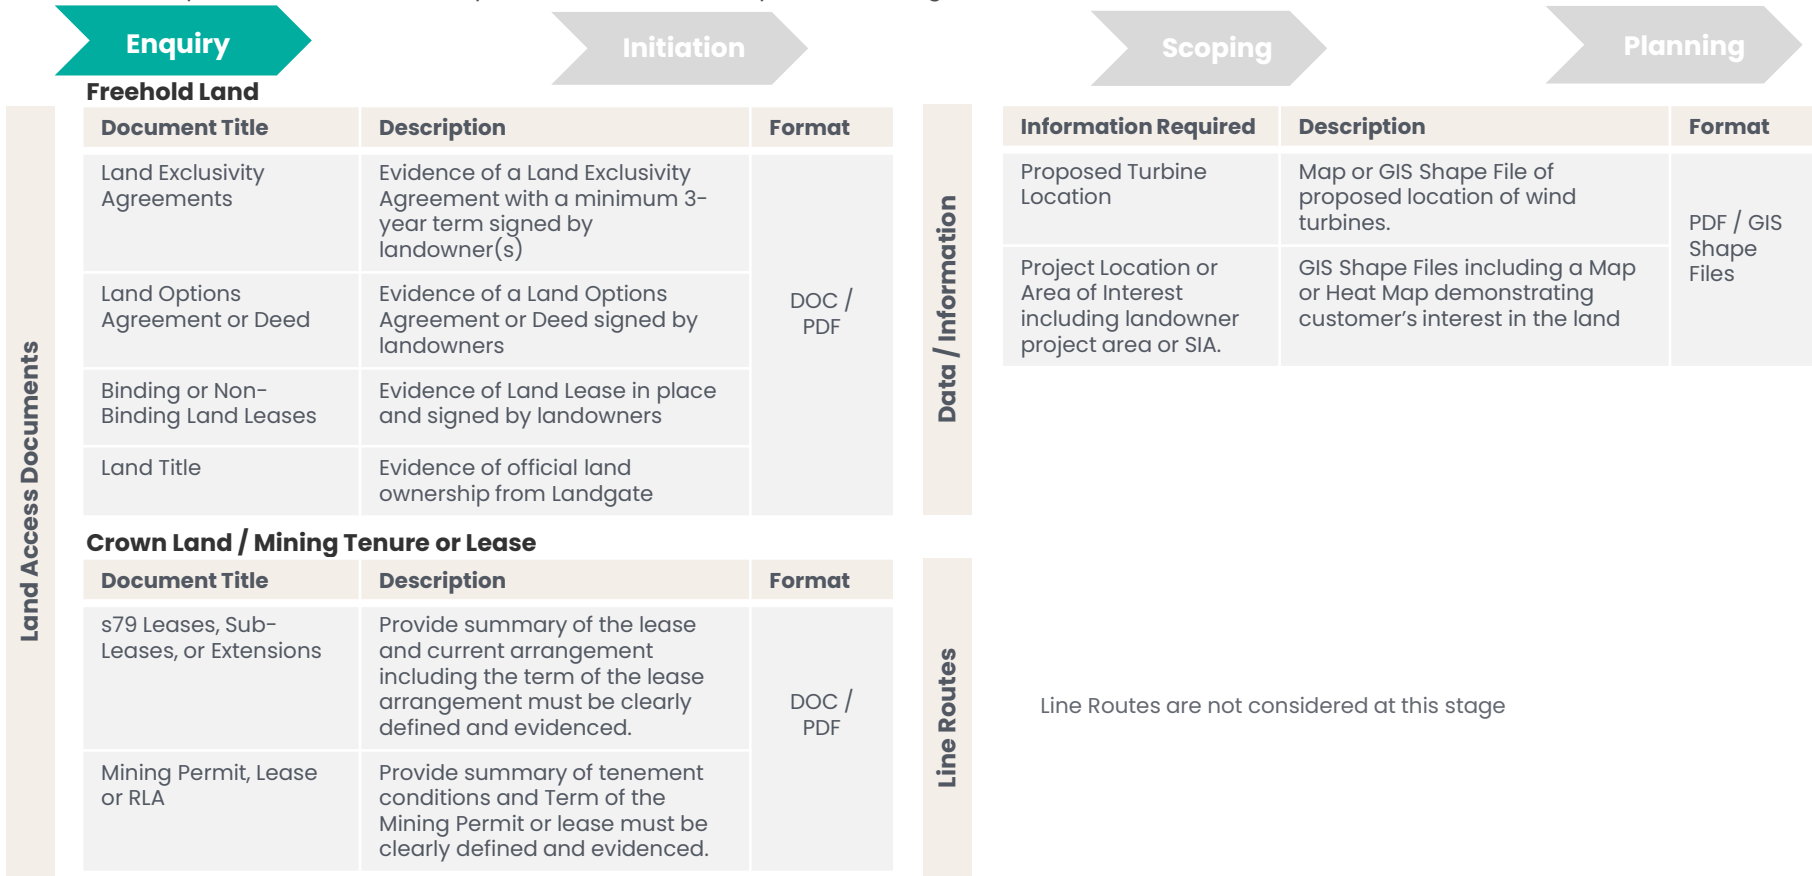 Enquiry
Initiation
Scoping
Planning
Land Access Documents
Freehold Land
Document Title Description Format
Land Exclusivity
Agreements
Evidence of a Land Exclusivity
Agreement with a minimum 3-
year term signed by
landowner(s)
Land Options
Agreement or Deed
Evidence of a Land Options
Agreement or Deed signed by
landowners
Binding or Non-
Binding Land Leases
Evidence of Land Lease in place
and signed by landowners
Land Title
Evidence of official land
ownership from Landgate
DOC /
PDF
Crown Land / Mining Tenure or Lease
Document Title Description Format
s79 Leases, Sub-
Leases, or Extensions
Provide summary of the lease
and current arrangement
including the term of the lease
arrangement must be clearly
defined and evidenced.
Mining Permit, Lease
or RLA
Provide summary of tenement
conditions and Term of the
Mining Permit or lease must be
clearly defined and evidenced.
DOC /
PDF
Data / Information
Information Required Description Format
Proposed Turbine
Location
Map or GIS Shape File of
proposed location of wind
turbines.
Project Location or
Area of Interest
including landowner
project area or SIA.
GIS Shape Files including a Map
or Heat Map demonstrating
customer's interest in the land
PDF / GIS
Shape
Files
Line Routes
Line Routes are not considered at this stage